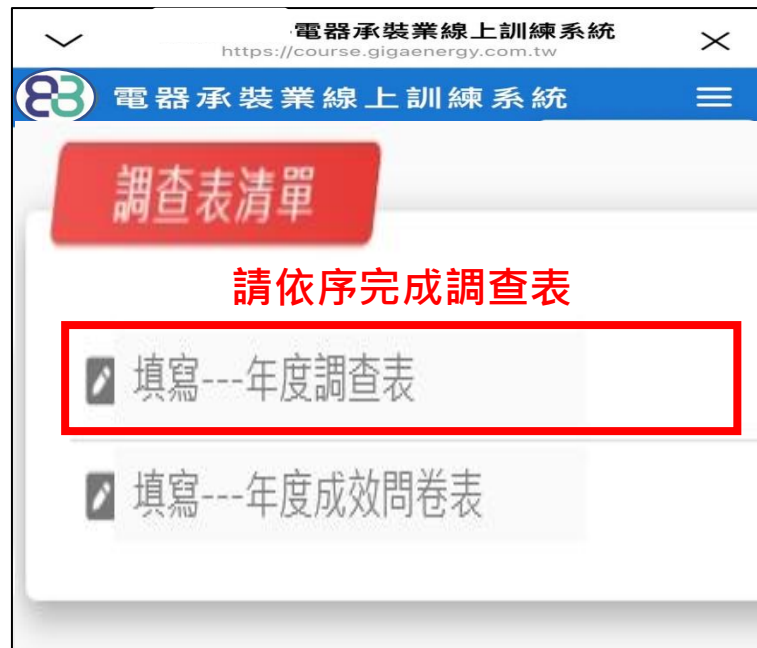 電器承裝業線上訓練系統
https://course.gigaenergy.com.tw
電器承裝業線上訓練系統
調查表清單
請依序完成調查表
填寫---年度調查表
填寫---年度成效問卷表